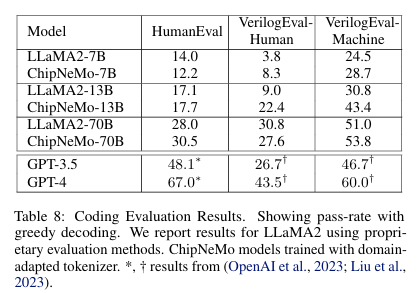 Model HumanEval VerilogEval-Human VerilogEval-Machine
LLaMA2-7B 14.0 3.8 24.5
ChipNeMo-7B 12.2 8.3 28.7
LLaMA2-13B 17.1 9.0 30.8
ChipNeMo-13B 17.7 22.4 43.4
LLaMA2-70B 28.0 30.8 51.0
ChipNeMo-70B 30.5 27.6 53.8
GPT-3.5 48.1* 26.7† 46.7†
GPT-4 67.0* 43.5† 60.0†
Table 8: Coding Evaluation Results. Showing pass-rate with
greedy decoding. We report results for LLaMA2 using propri-
etary evaluation methods. ChipNeMo models trained with domain-
adapted tokenizer. *, † results from (OpenAI et al., 2023; Liu et al.,
2023).